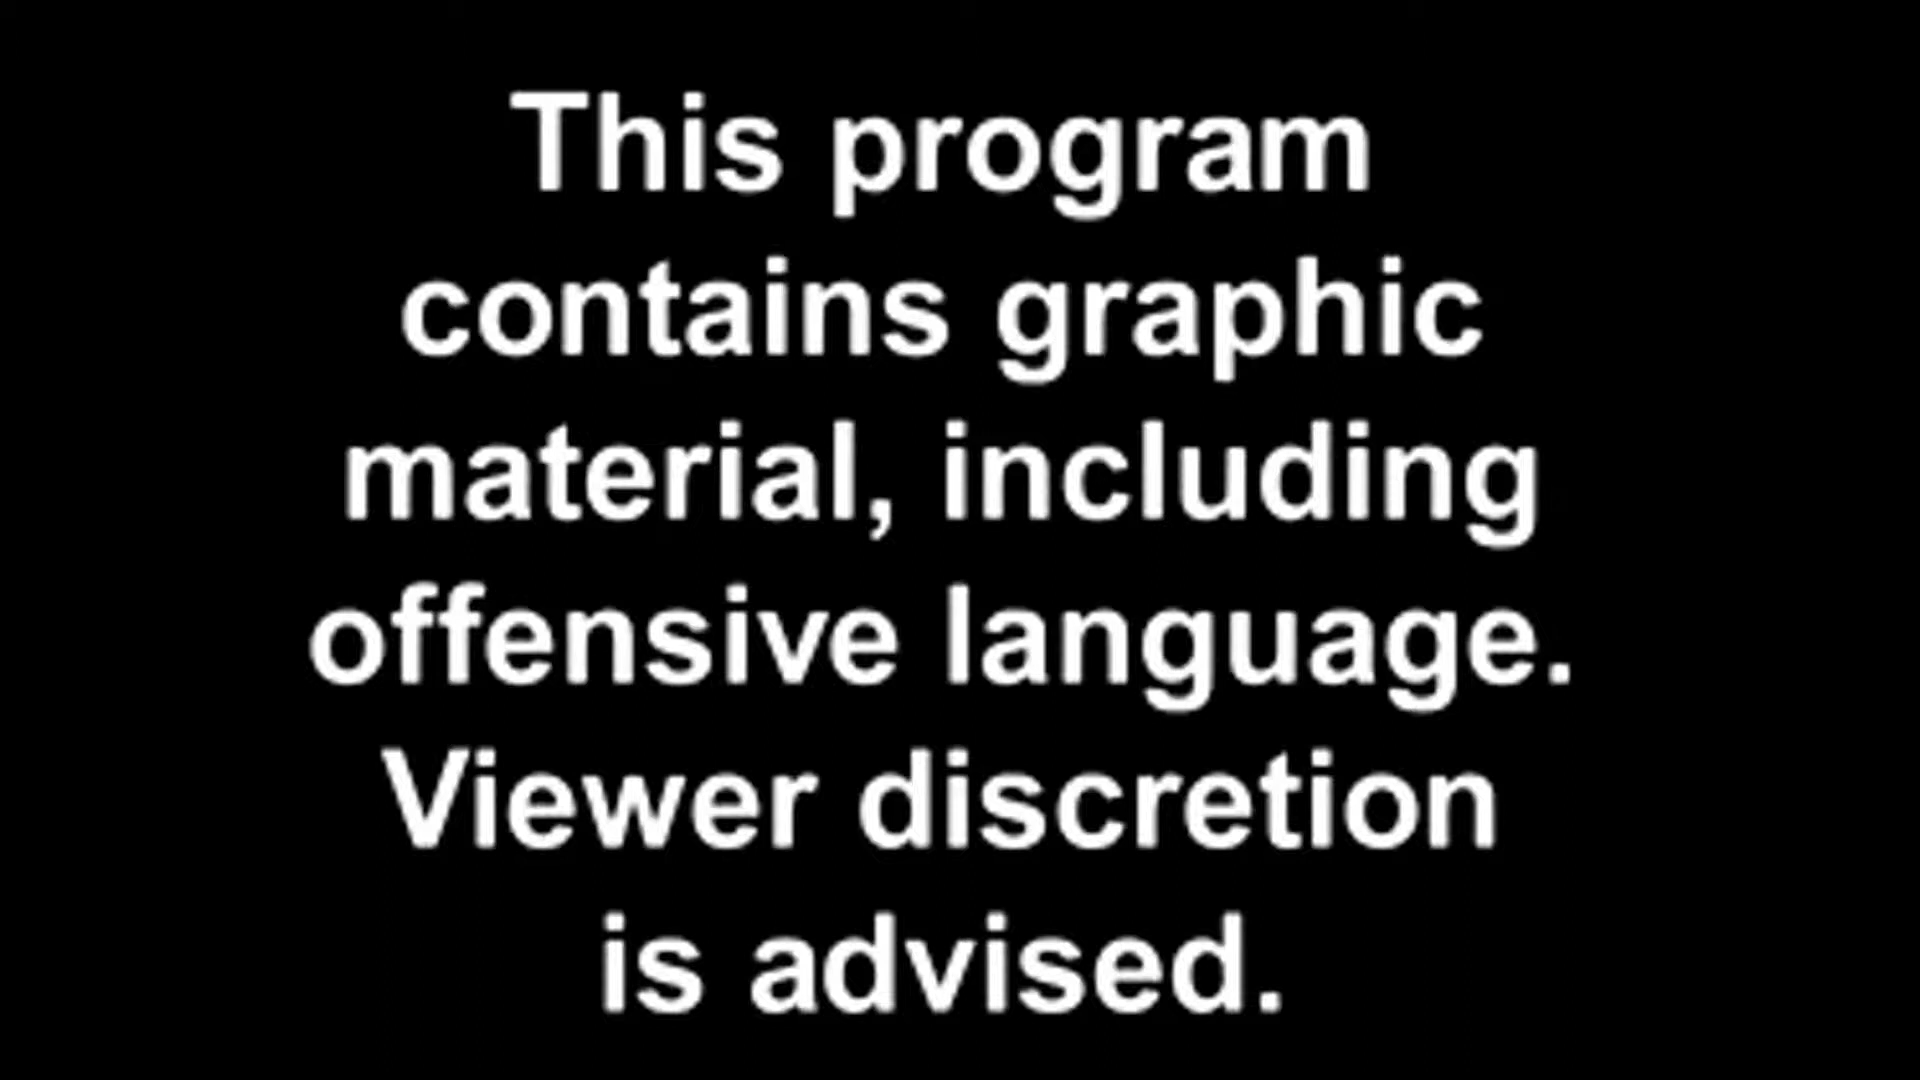 This program
contains graphic
material, including
offensive language.
Viewer discretion
is advised.